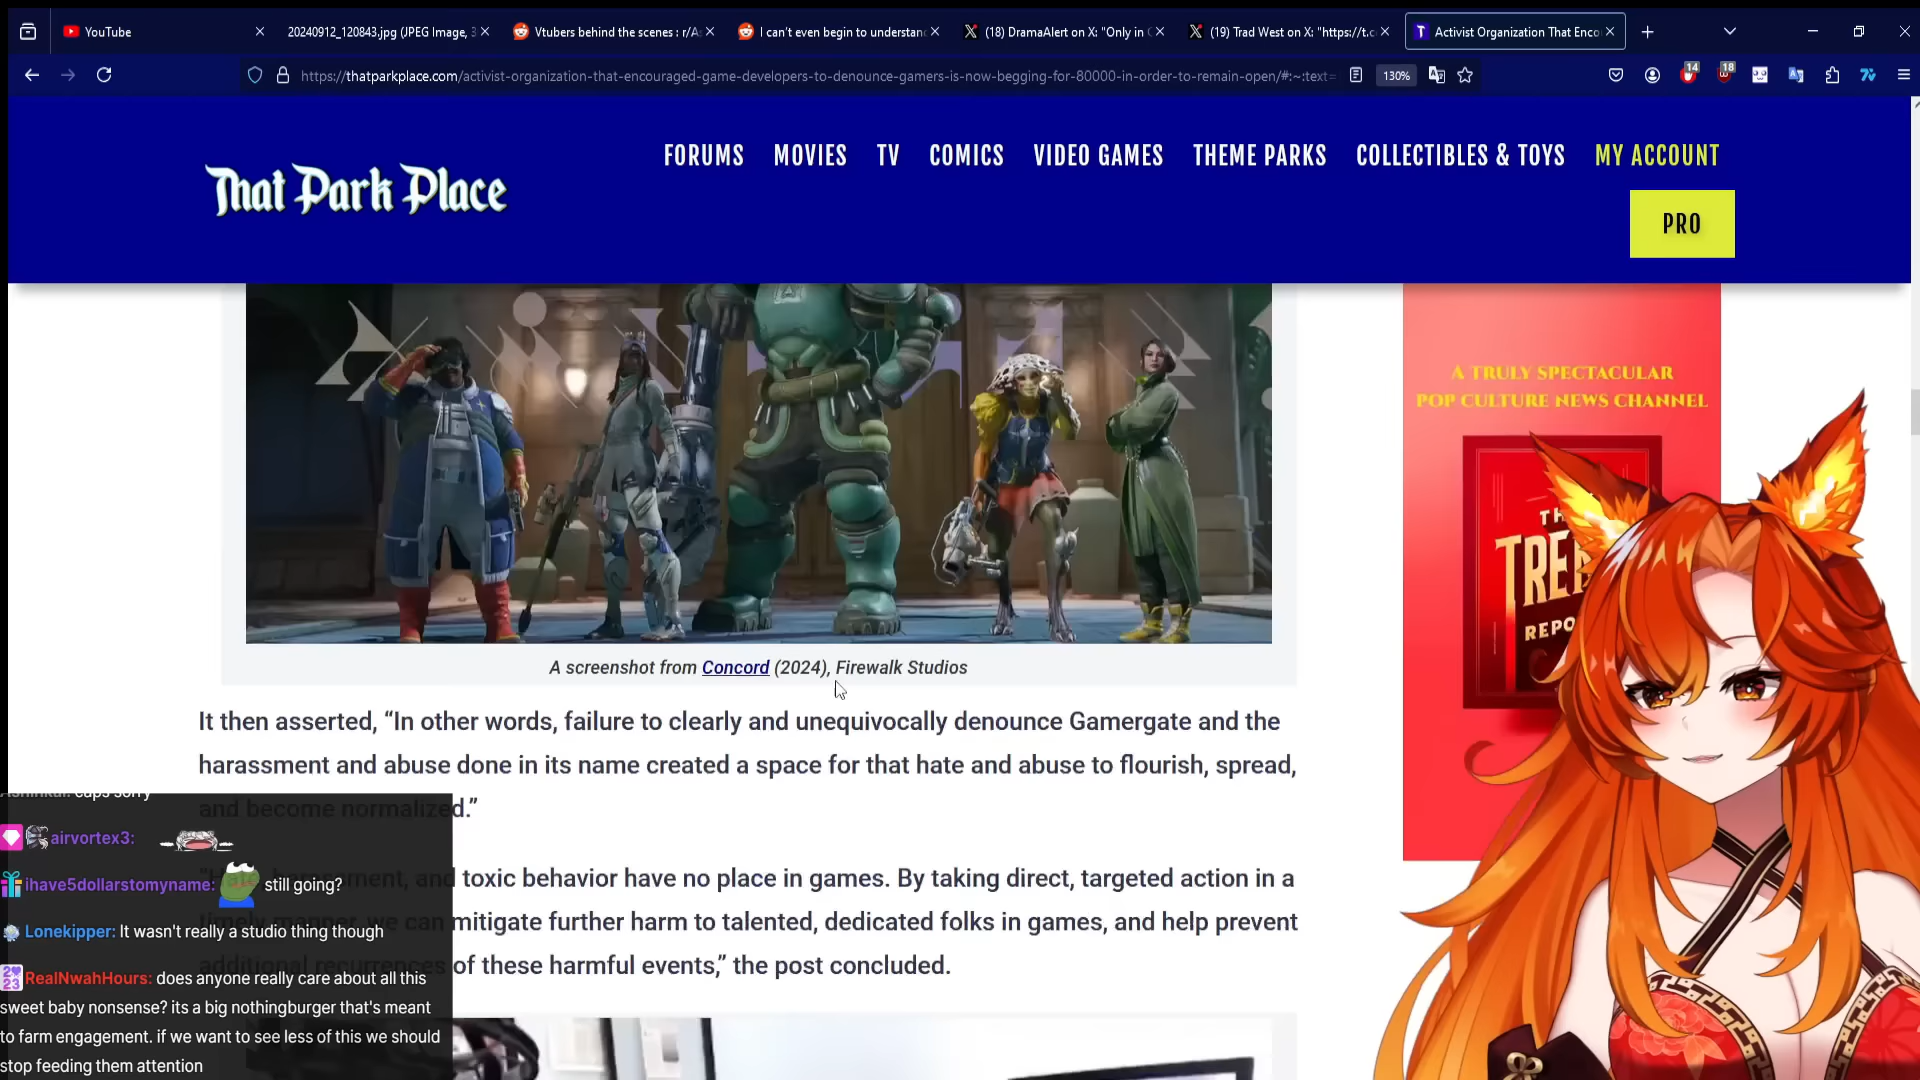 YouTube
20240912_120843.jpg (JPEG Image, 3
Vtubers behind the scenes : r/A
I can't even begin to understan
(18) DramaAlert on X: "Only in
(19) Trad West on X: "https://t.c
Activist Organization That Enco
https://thatparkplace.com/activist-organization-that-encouraged-game-developers-to-denounce-gamers-is-now-begging-for-80000-in-order-to-remain-open/#:~:text=
130%
14
18
That Park Place
FORUMS MOVIES TV COMICS VIDEO GAMES THEME PARKS COLLECTIBLES & TOYS MY ACCOUNT
PRO
A TRULY SPECTACULAR
POP CULTURE NEWS CHANNEL
TH
TRE
REPO
A screenshot from Concord (2024), Firewalk Studios
It then asserted, “In other words, failure to clearly and unequivocally denounce Gamergate and the
harassment and abuse done in its name created a space for that hate and abuse to flourish, spread,
and become normalized.”
harassment, and toxic behavior have no place in games. By taking direct, targeted action in a
timely manner, we can mitigate further harm to talented, dedicated folks in games, and help prevent
additional recurrences of these harmful events,” the post concluded.
caps sorry
airvortex3:
ihave5dollarstomyname: still going?
Lonekipper: It wasn't really a studio thing though
RealNwahHours: does anyone really care about all this
sweet baby nonsense? its a big nothingburger that's meant
to farm engagement. if we want to see less of this we should
stop feeding them attention